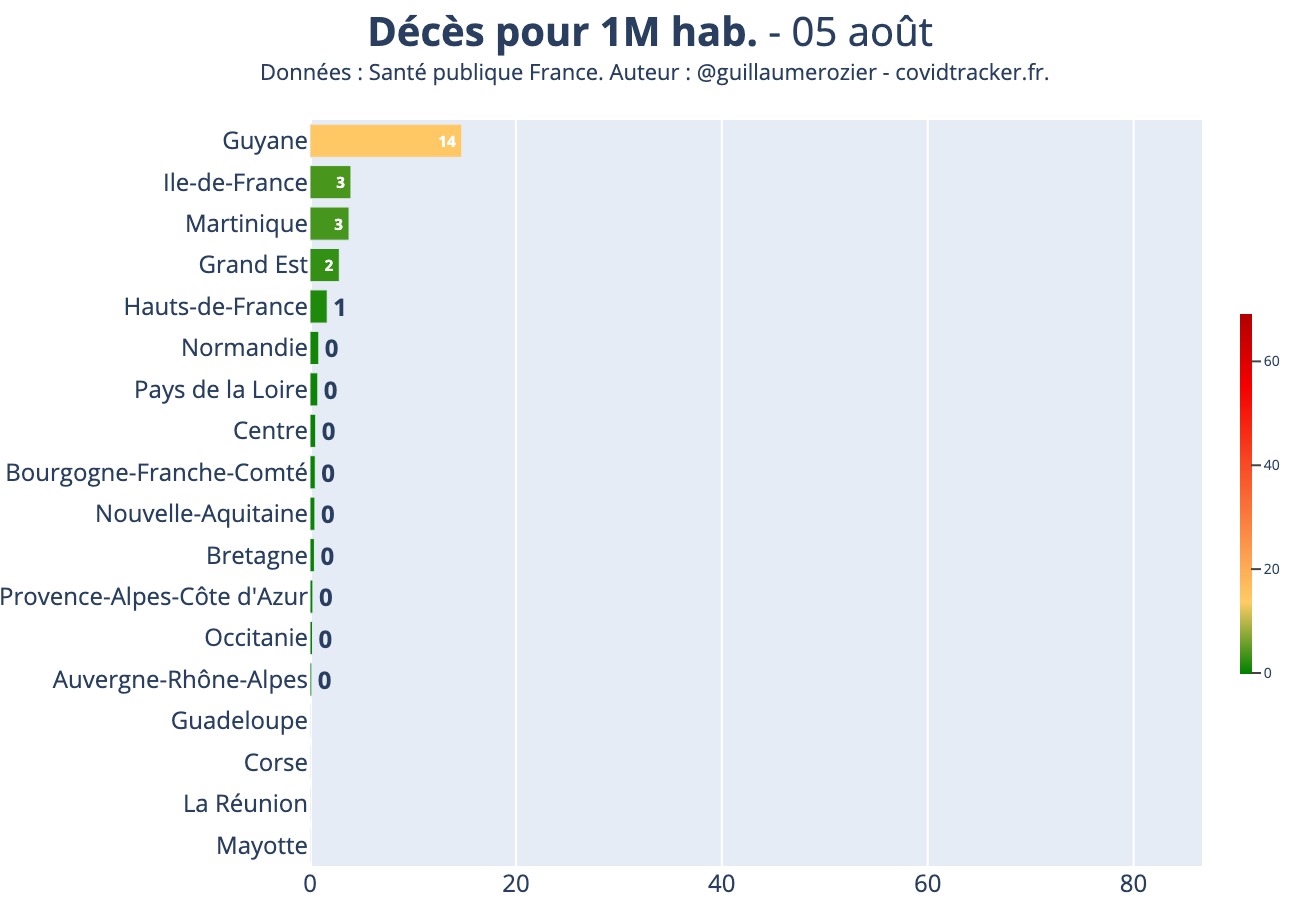 Décès pour 1M hab. - 05 août
Données : Santé publique France. Auteur : @guillaumerozier - covidtracker.fr.
Guyane 14
Ile-de-France 3
Martinique 3
Grand Est 2
Hauts-de-France 1
Normandie 0
Pays de la Loire 0
Centre 0
Bourgogne-Franche-Comté 0
Nouvelle-Aquitaine 0
Bretagne 0
Provence-Alpes-Côte d'Azur 0
Occitanie 0
Auvergne-Rhône-Alpes 0
Guadeloupe
Corse
La Réunion
Mayotte
0 20 40 60 80
60
40
20
0